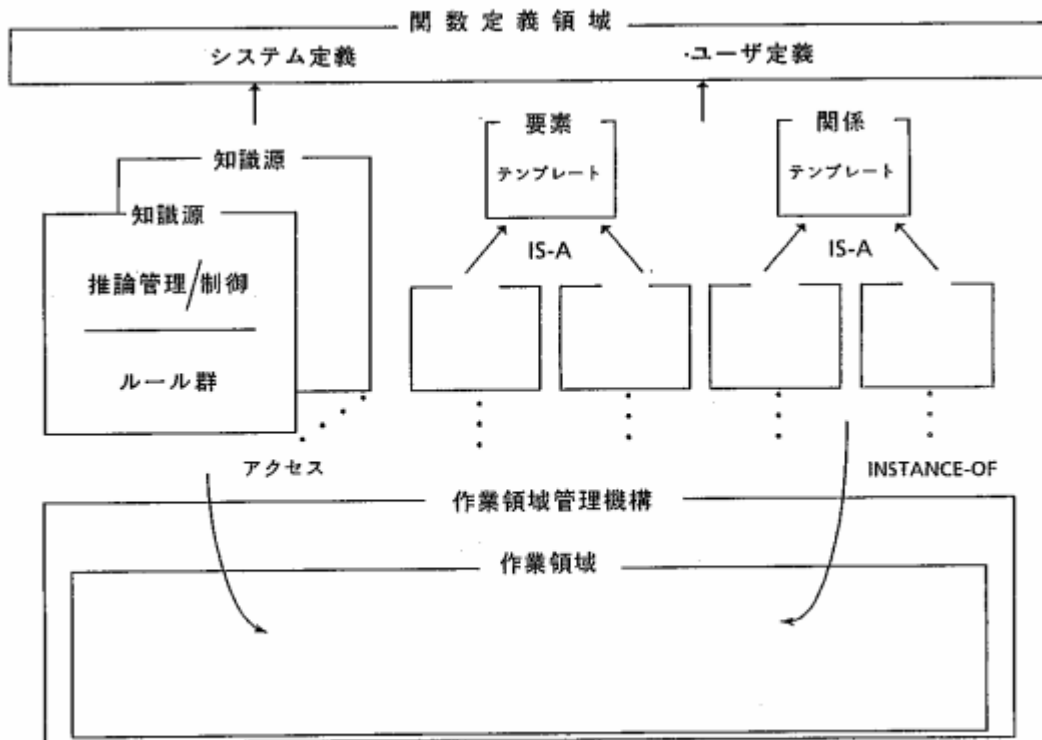 関数定義領域
システム定義
・ユーザ定義
要素
テンプレート
関係
テンプレート
知識源
知識源
推論管理/制御
ルール群
IS-A
IS-A
アクセス
INSTANCE-OF
作業領域管理機構
作業領域